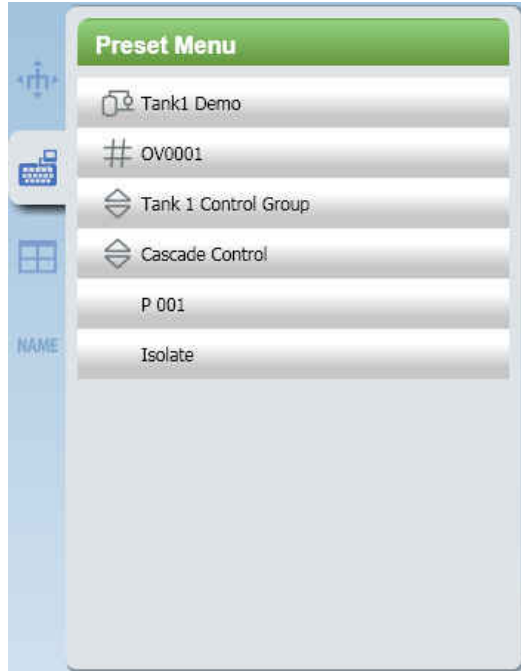 Preset Menu
Tank1 Demo
OV0001
Tank 1 Control Group
Cascade Control
P 001
NAME
Isolate